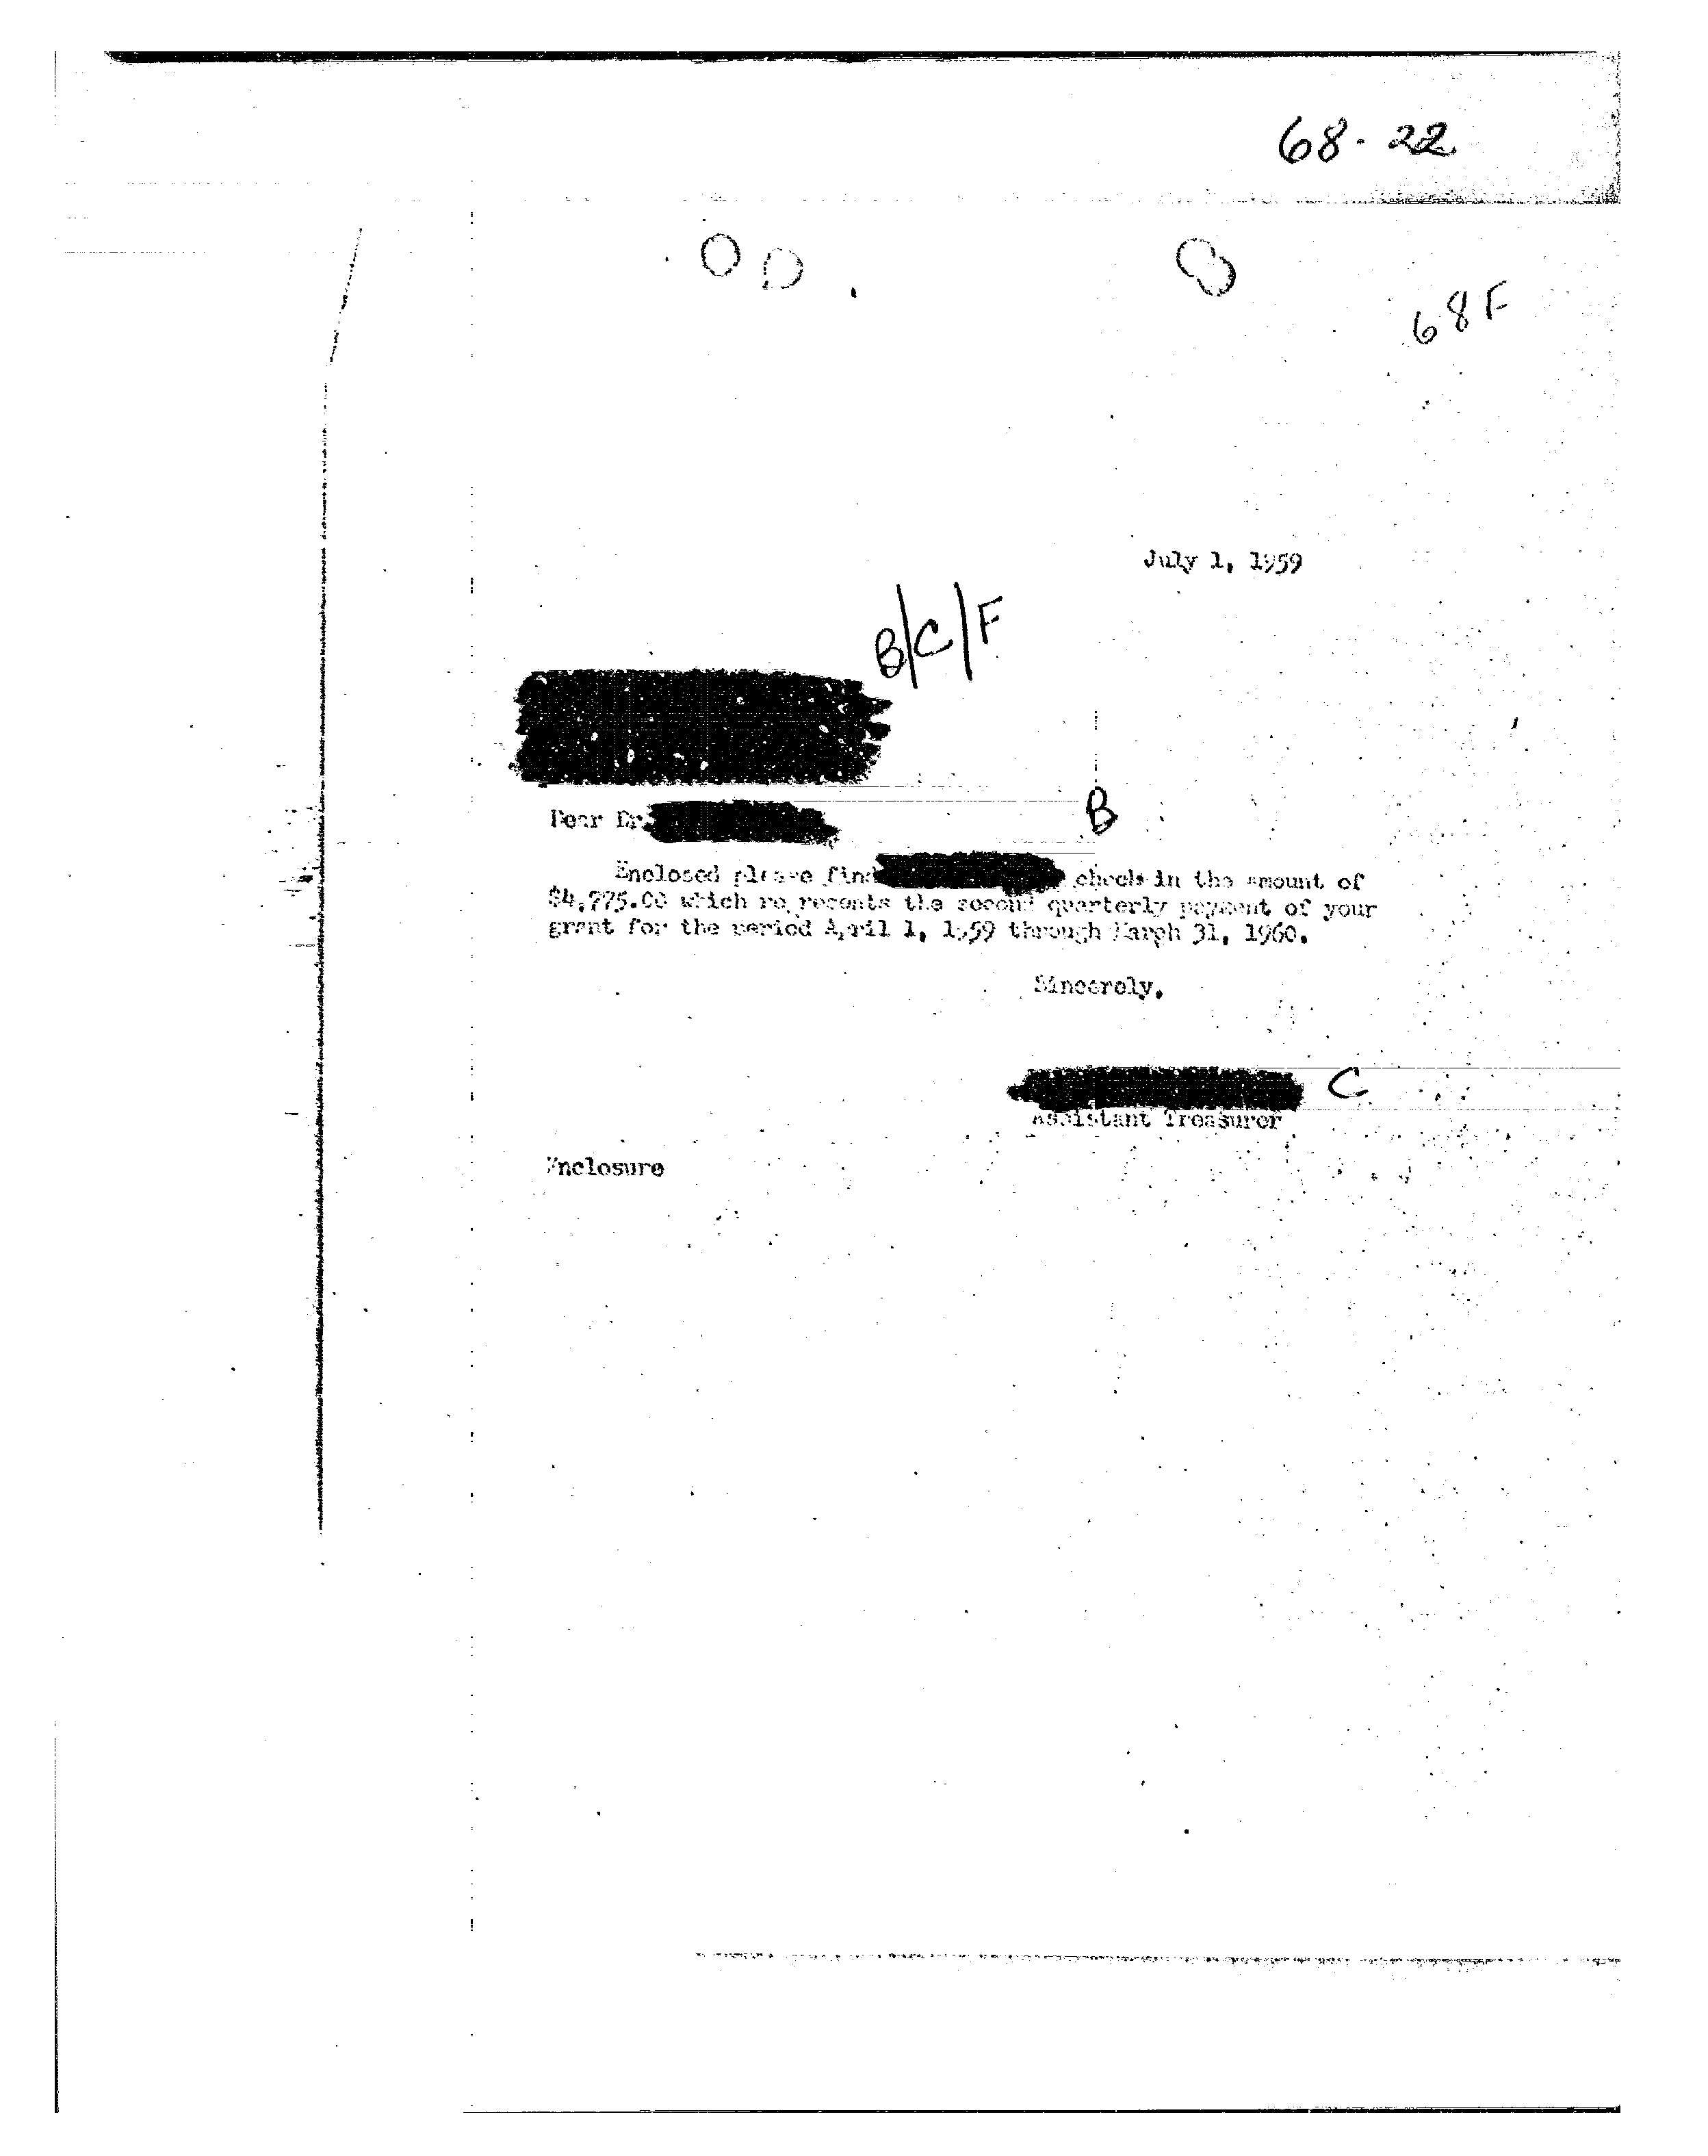 68-22
68F
July 1, 1959
B/C/F
Dear Dr.
B
Enclosed please find check in the amount of
$4,775.00 which represents the second quarterly payment of your
grant for the period April 1, 1959 through March 31, 1960.
Sincerely,
C
Assistant Treasurer
Enclosure